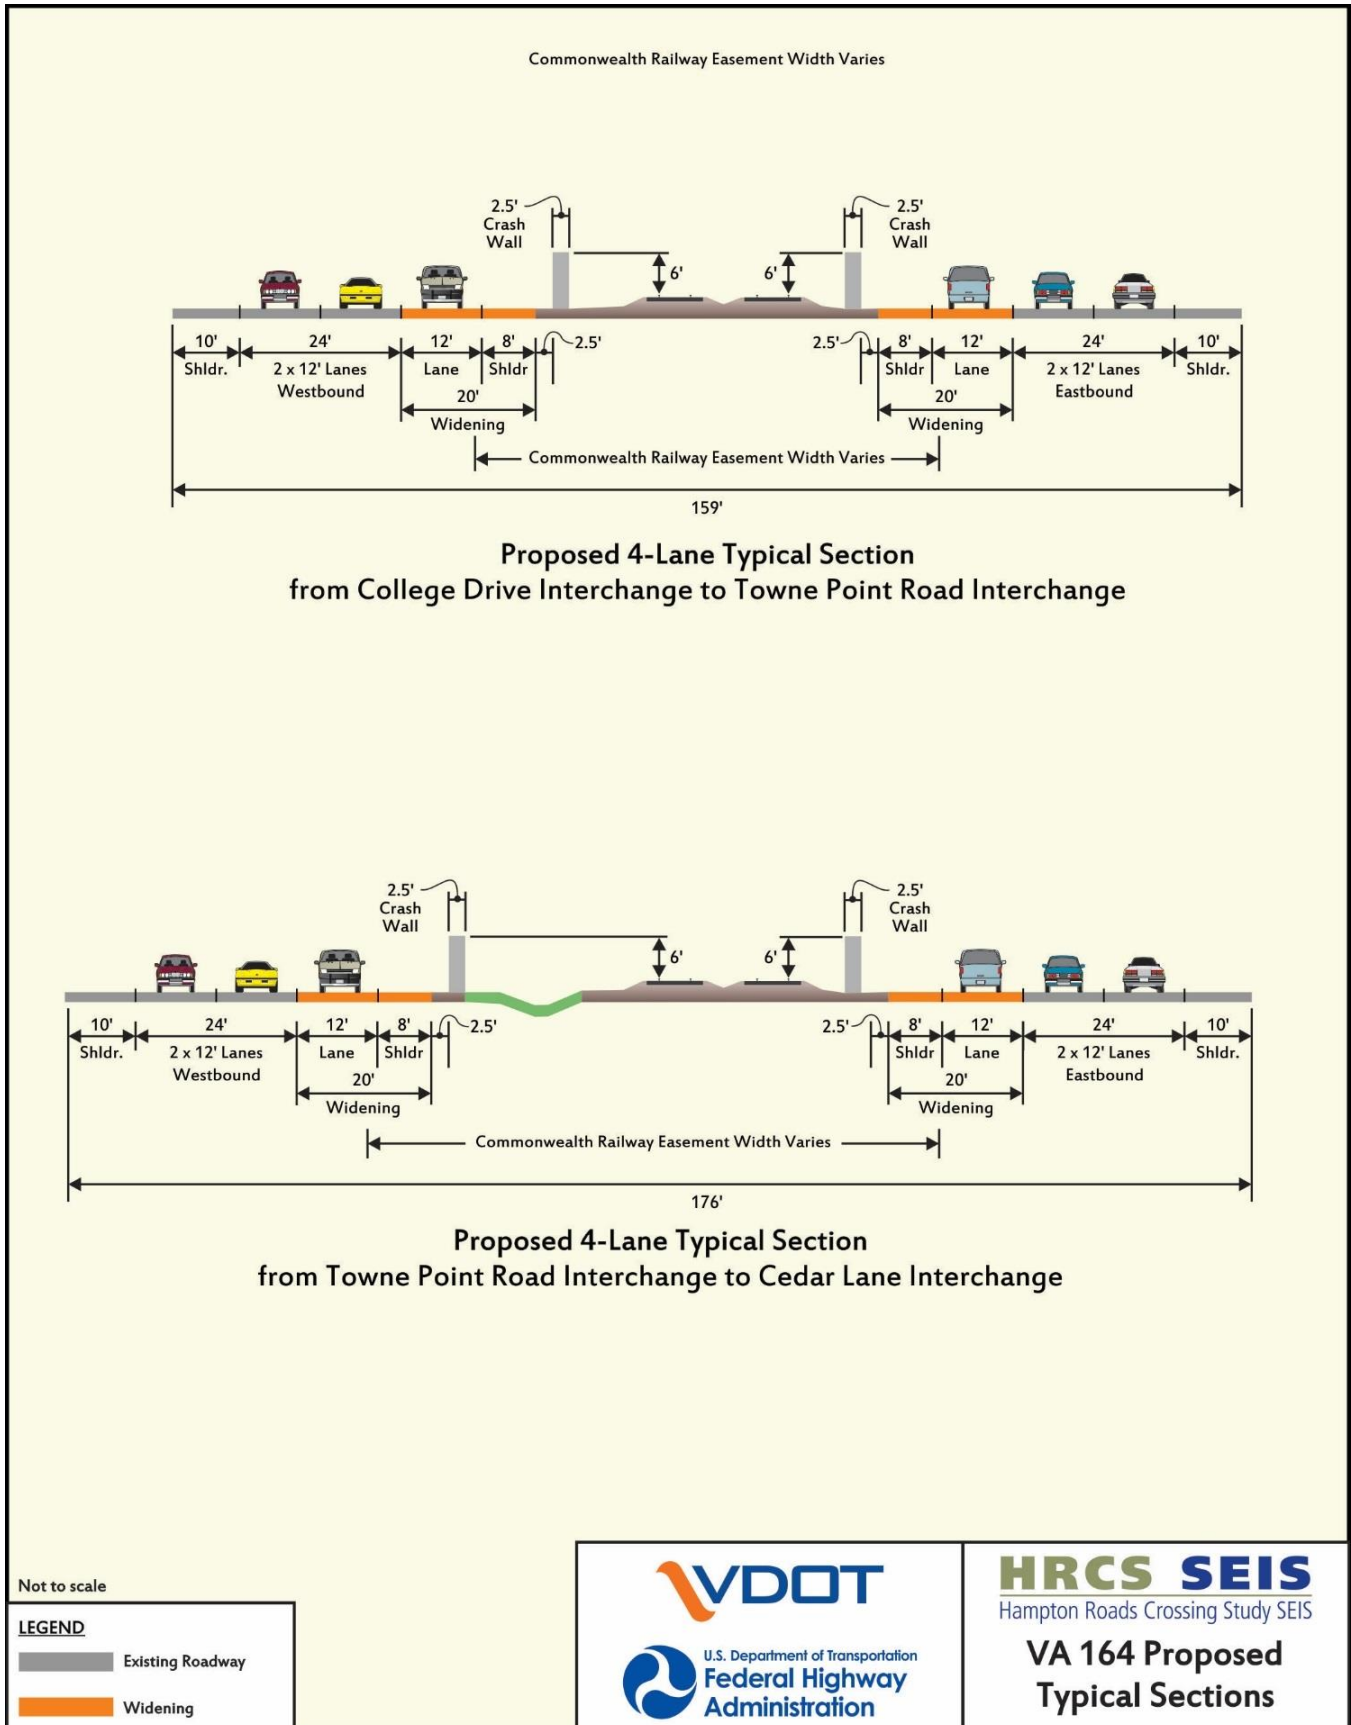 Commonwealth Railway Easement Width Varies
2.5'
Crash
Wall
2.5'
Crash
Wall
6'
6'
10'
24'
12'
8'
2.5'
2.5'
8'
12'
24'
10'
Shldr.
2 x 12' Lanes
Westbound
Lane
Shldr
Shldr
Lane
2 x 12' Lanes
Eastbound
Shldr.
20'
Widening
20'
Widening
Commonwealth Railway Easement Width Varies
159'
Proposed 4-Lane Typical Section
from College Drive Interchange to Towne Point Road Interchange
2.5'
Crash
Wall
2.5'
Crash
Wall
6'
6'
10'
24'
12'
8'
2.5'
2.5'
8'
12'
24'
10'
Shldr.
2 x 12' Lanes
Westbound
Lane
Shldr
Shldr
Lane
2 x 12' Lanes
Eastbound
Shldr.
20'
Widening
20'
Widening
Commonwealth Railway Easement Width Varies
176'
Proposed 4-Lane Typical Section
from Towne Point Road Interchange to Cedar Lane Interchange
Not to scale
LEGEND
Existing Roadway
Widening
VDOT
U.S. Department of Transportation
Federal Highway
Administration
HRCS SEIS
Hampton Roads Crossing Study SEIS
VA 164 Proposed
Typical Sections